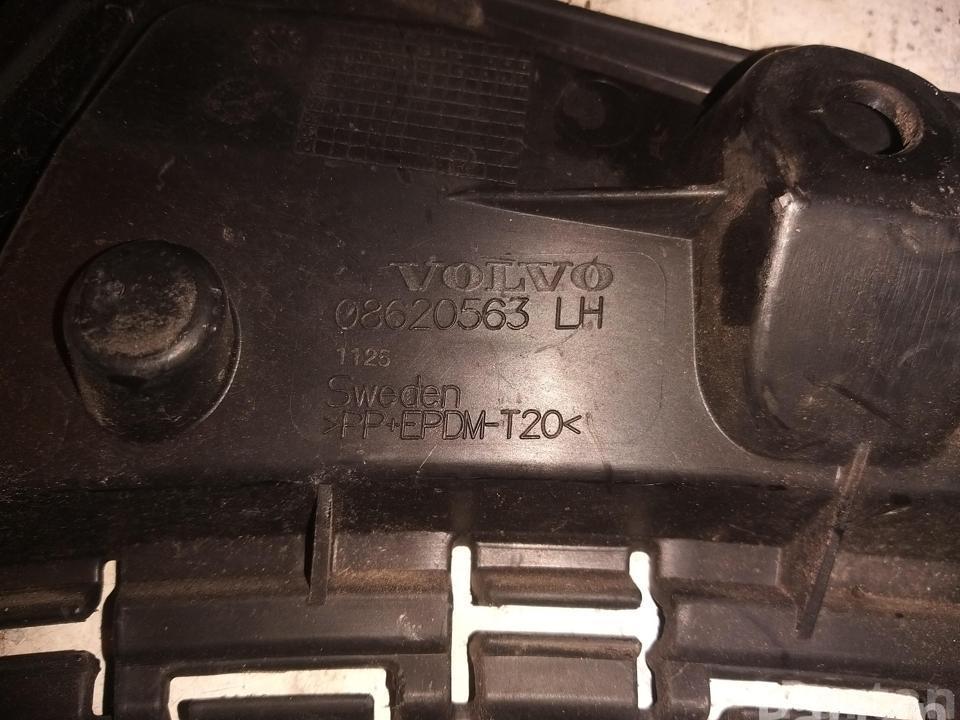 VOLVO
08620563 LH
1125
Sweden
>PP+EPDM-T20<